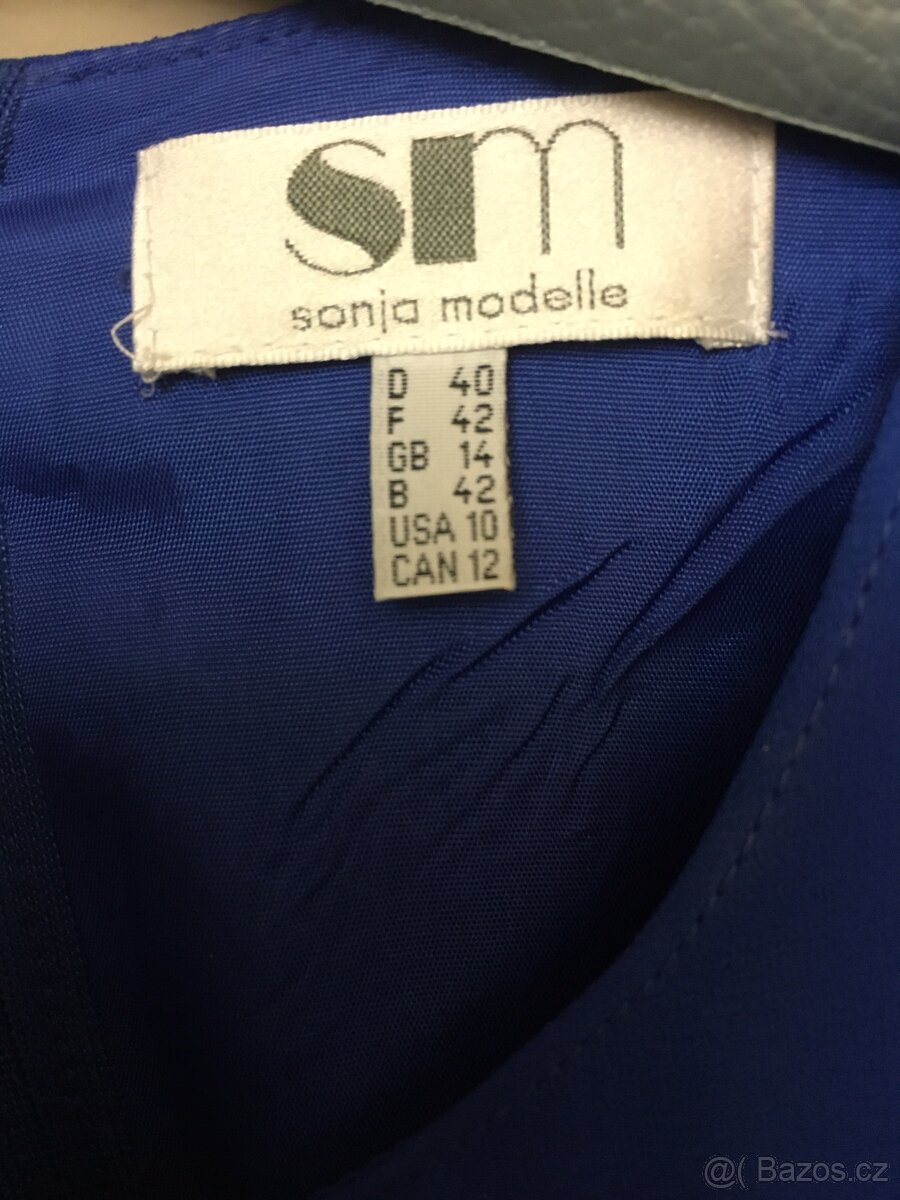 sm
sonja modelle
D 40
F 42
GB 14
B 42
USA 10
CAN 12
@( Bazos.cz